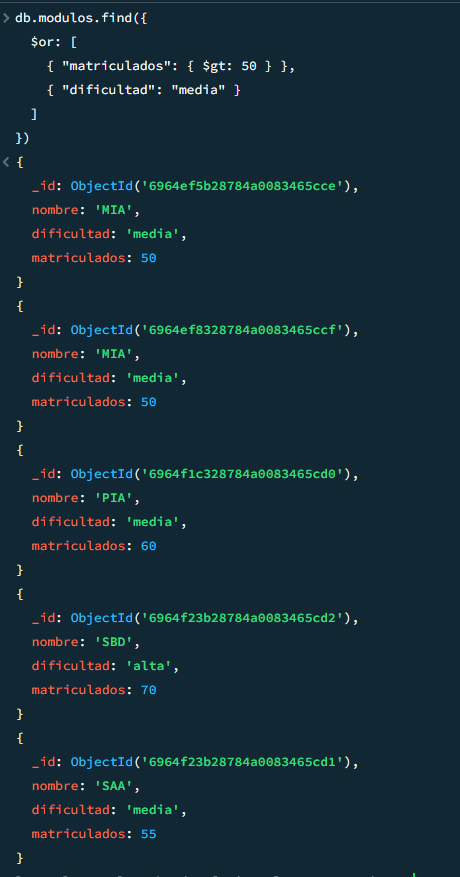 > db.modulos.find({
$or: [
{ "matriculados": { $gt: 50 } },
{ "dificultad": "media" }
]
})
< {
_id: ObjectId('6964ef5b28784a0083465cce'),
nombre: 'MIA',
dificultad: 'media',
matriculados: 50
}
{
_id: ObjectId('6964ef8328784a0083465ccf'),
nombre: 'MIA',
dificultad: 'media',
matriculados: 50
}
{
_id: ObjectId('6964f1c328784a0083465cd0'),
nombre: 'PIA',
dificultad: 'media',
matriculados: 60
}
{
_id: ObjectId('6964f23b28784a0083465cd2'),
nombre: 'SBD',
dificultad: 'alta',
matriculados: 70
}
{
_id: ObjectId('6964f23b28784a0083465cd1'),
nombre: 'SAA',
dificultad: 'media',
matriculados: 55
}